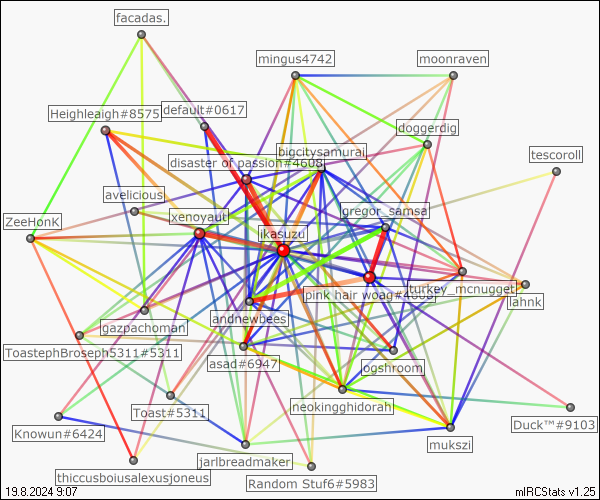 facadas.
mingus4742
moonraven
Heighleaigh#8575
default#0617
doggerdig
bigcitysamurai
tescoroll
disaster of passion#4608
avelicious
xenoyaut
gregor_samsa
ZeeHonK
ikasuzu
turkey_mcnugget
pink hair woag#4668
lahnk
andnewbees
gazpachoman
ToastephBroseph5311#5311
asad#6947
ogshroom
Toast#5311
neokingghidorah
Duck™#9103
Knowun#6424
mukszi
jarlbreadmaker
thiccusboiusalexusjoneus
Random Stuf6#5983
19.8.2024 9:07
mIRCStats v1.25